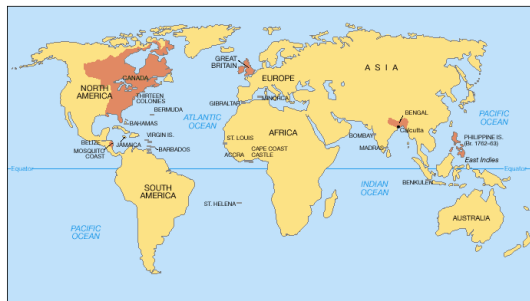 GREAT
BRITAIN
EUROPE
ASIA
CANADA
NORTH
AMERICA
THIRTEEN
COLONIES
BERMUDA
GIBRALTAR
MINORCA
ATLANTIC
OCEAN
BENGAL
Calcutta
PACIFIC
OCEAN
BAHAMAS
VIRGIN IS.
BELIZE
JAMAICA
MOSQUITO
COAST
BARBADOS
ST. LOUIS
AFRICA
ACCRA
CAPE COAST
CASTLE
BOMBAY
MADRAS
PHILIPPINE IS.
(Br. 1762–63)
East Indies
Equator
Equator
SOUTH
AMERICA
INDIAN
OCEAN
BENKULEN
ST. HELENA
AUSTRALIA
PACIFIC
OCEAN